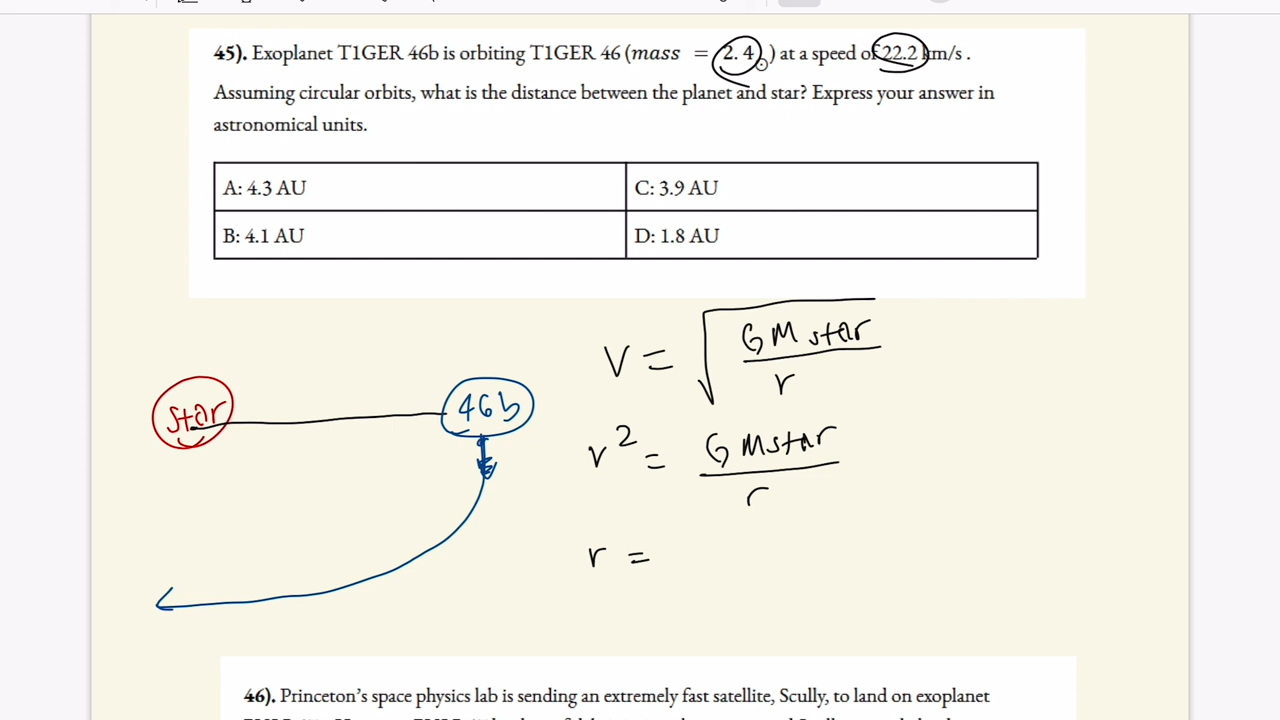 45). Exoplanet T1GER 46b is orbiting T1GER 46 (mass = 2.4 ) at a speed of 22.2 km/s .
Assuming circular orbits, what is the distance between the planet and star? Express your answer in
astronomical units.
A: 4.3 AU
C: 3.9 AU
B: 4.1 AU
D: 1.8 AU
V = √ G M star
r
star
46b
v² = G M star
r
r =
46). Princeton's space physics lab is sending an extremely fast satellite, Scully, to land on exoplanet